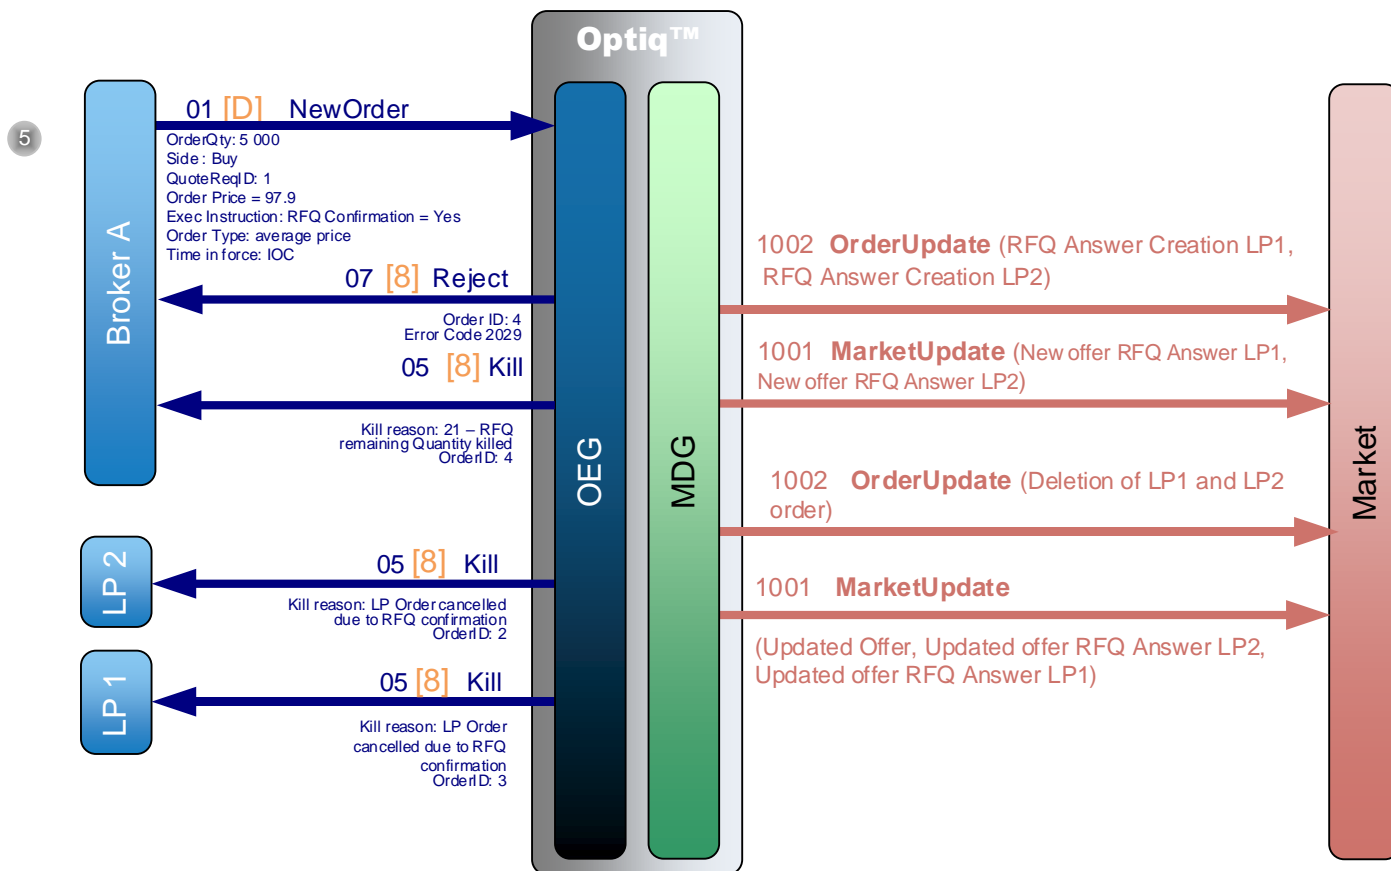 Optiq™
5
Broker A
01 [D] NewOrder
OrderQty: 5 000
Side : Buy
QuoteReqID: 1
Order Price = 97.9
Exec Instruction: RFQ Confirmation = Yes
Order Type: average price
Time in force: IOC
07 [8] Reject
Order ID: 4
Error Code 2029
05 [8] Kill
Kill reason: 21 – RFQ
remaining Quantity killed
OrderID: 4
LP 2
05 [8] Kill
Kill reason: LP Order cancelled
due to RFQ confirmation
OrderID: 2
LP 1
05 [8] Kill
Kill reason: LP Order
cancelled due to RFQ
confirmation
OrderID: 3
OEG
MDG
1002 OrderUpdate (RFQ Answer Creation LP1,
RFQ Answer Creation LP2)
1001 MarketUpdate (New offer RFQ Answer LP1,
New offer RFQ Answer LP2)
1002 OrderUpdate (Deletion of LP1 and LP2
order)
1001 MarketUpdate
(Updated Offer, Updated offer RFQ Answer LP2,
Updated offer RFQ Answer LP1)
Market